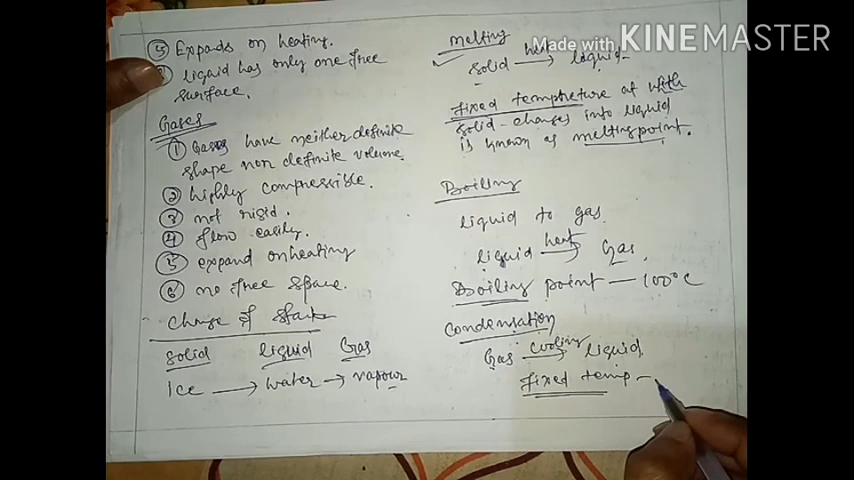 ⑤ Expands on heating.
liquid has only one free
surface.
Gases
① Gases have neither definite
shape non definite volume.
② highly compressible.
③ not rigid.
④ flow easily.
⑤ expand on heating
⑥ no free space.
Change of State
Solid liquid Gas
Ice → water → vapour
Melting
Solid heat → liquid
fixed tempreture at with
solid changes into liquid
is known as melting point.
Boiling
liquid to gas.
liquid heat → Gas.
Boiling point — 100°C
Condensation
Gas cooling → liquid.
fixed temp —
Made with KINEMASTER